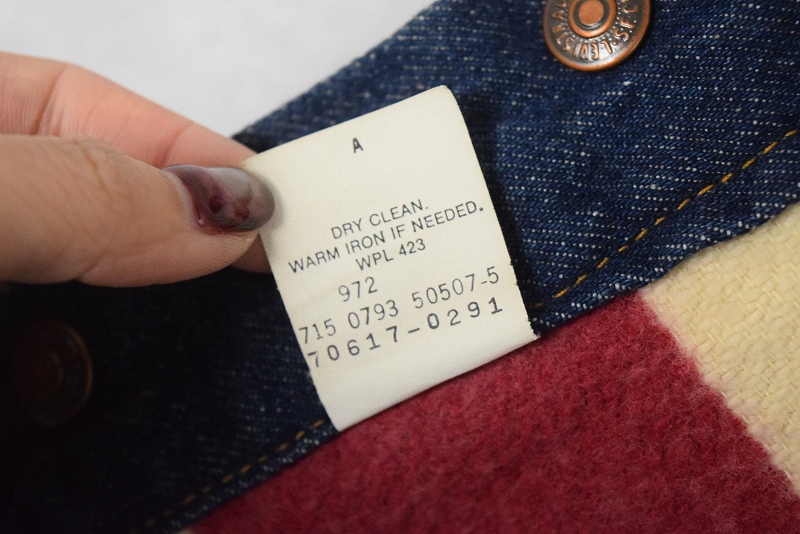 A
DRY CLEAN.
WARM IRON IF NEEDED.
WPL 423
972
715 0793 50507-5
70617-0291